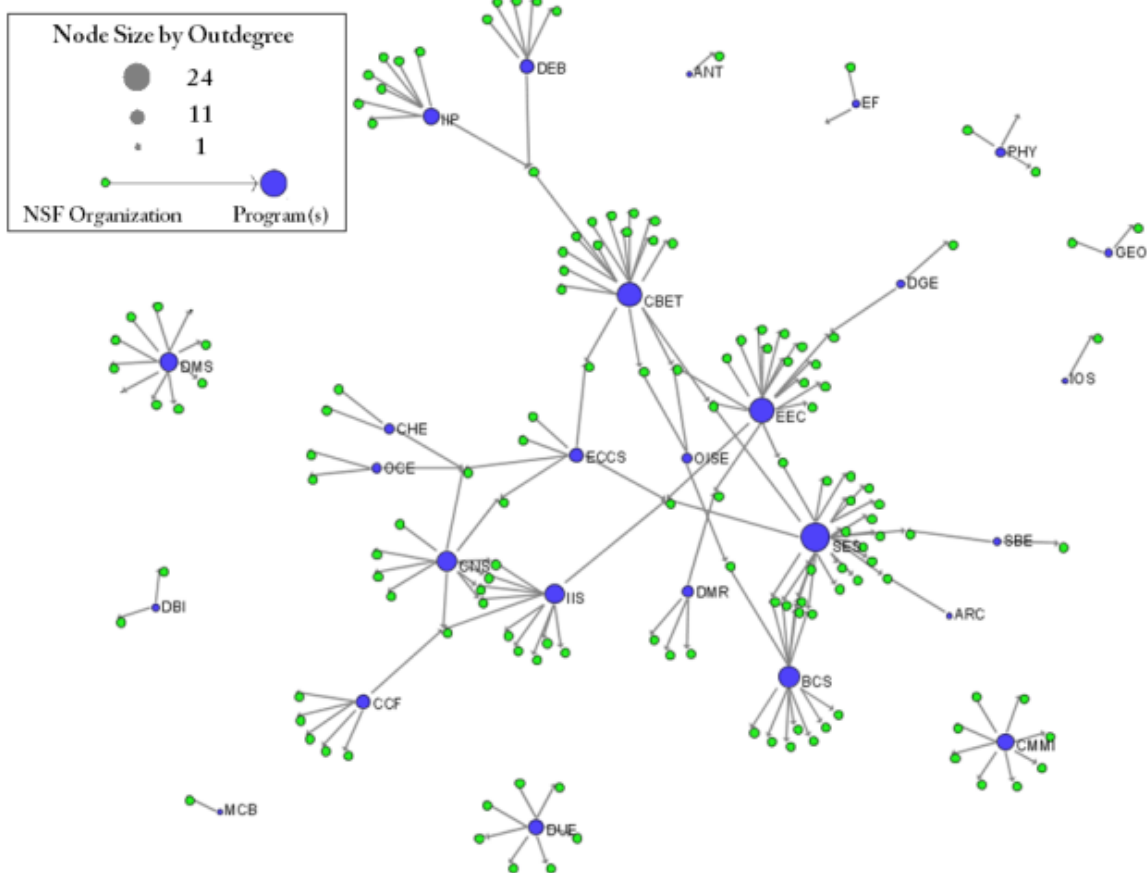 Node Size by Outdegree
24
11
1
NSF Organization Program(s)
DEB
ANT
EF
IIP
PHY
GEO
DGE
CBET
DMS
IOS
EEC
CHE
ECCS
OISE
OCE
SES
SBE
CNS
IIS
DMR
DBI
ARC
BCS
CCF
CMMI
MCB
DUE